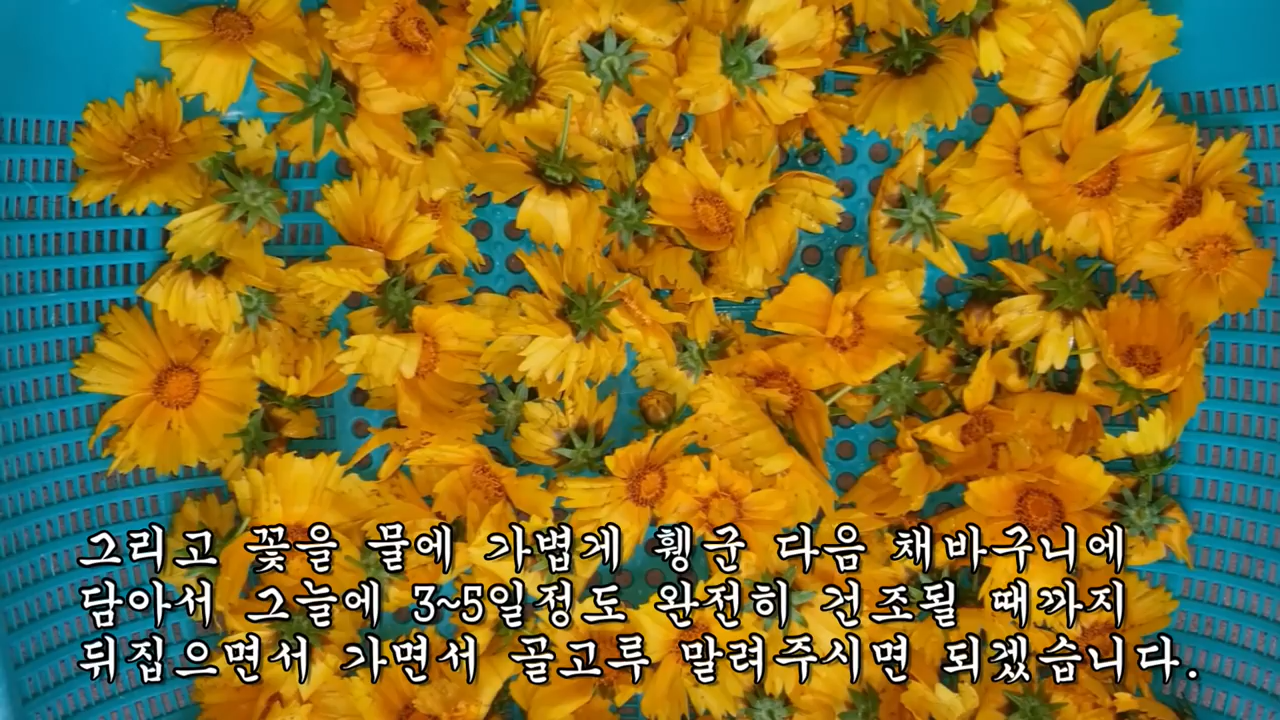 그리고 꽃을 물에 가볍게 헹군 다음 채바구니에
담아서 그늘에 3~5일정도 완전히 건조될 때까지
뒤집으면서 가면서 골고루 말려주시면 되겠습니다.